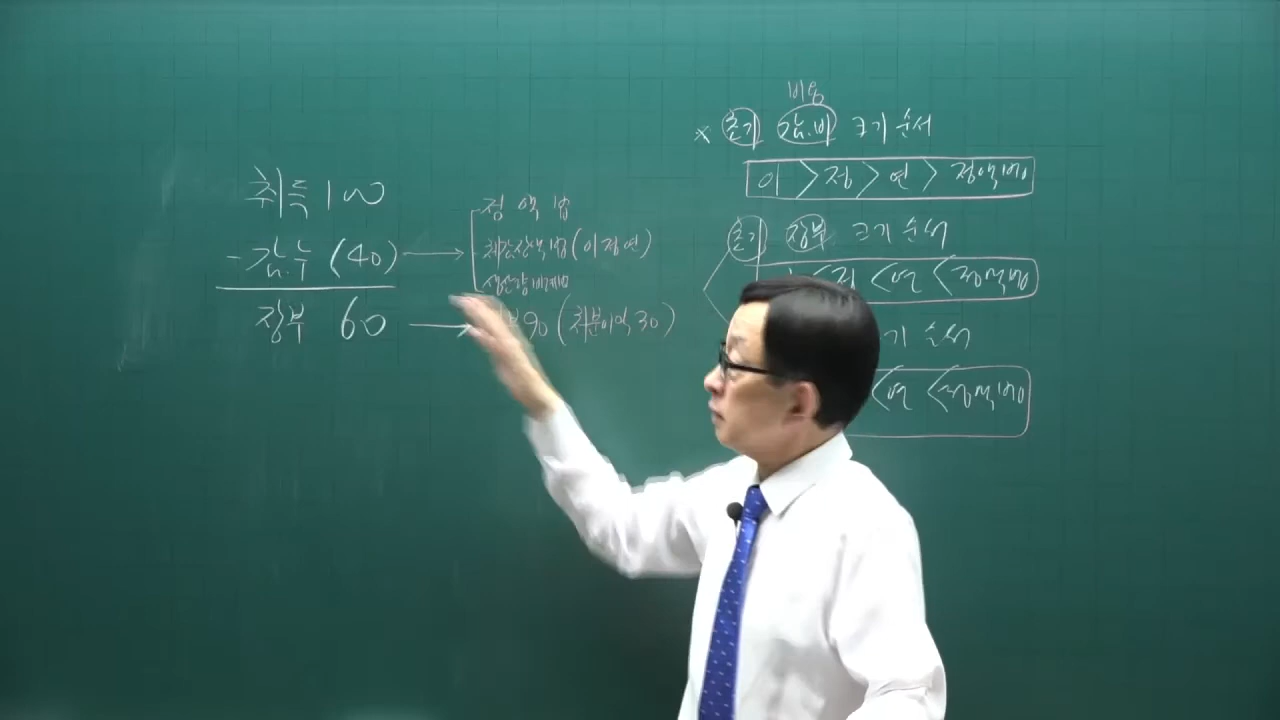 취득 100
- 감.누 (40)
장부 60
정액법
체감잔액법(이정연)
생산량비례법
90 (처분이익 30)
비용
× 초기 감.비 크기순서
이 > 정 > 연 > 정액법
초기 장부 크기순서
< 정 < 연 < 정액법
기 순서
< 연 < 정액법